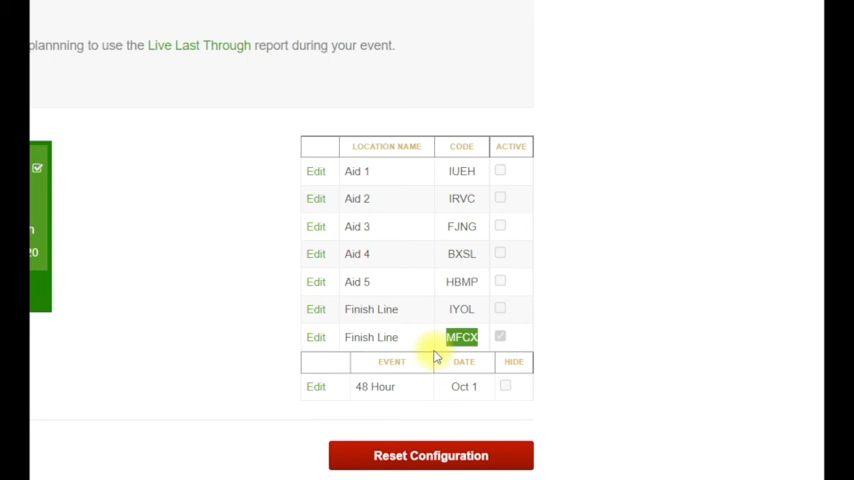 plannning to use the Live Last Through report during your event.
LOCATION NAME CODE ACTIVE
Edit Aid 1 IUEH
Edit Aid 2 IRVC
Edit Aid 3 FJNG
Edit Aid 4 BXSL
Edit Aid 5 HBMP
Edit Finish Line IYOL
Edit Finish Line MFCX
EVENT DATE HIDE
Edit 48 Hour Oct 1
n
20
Reset Configuration